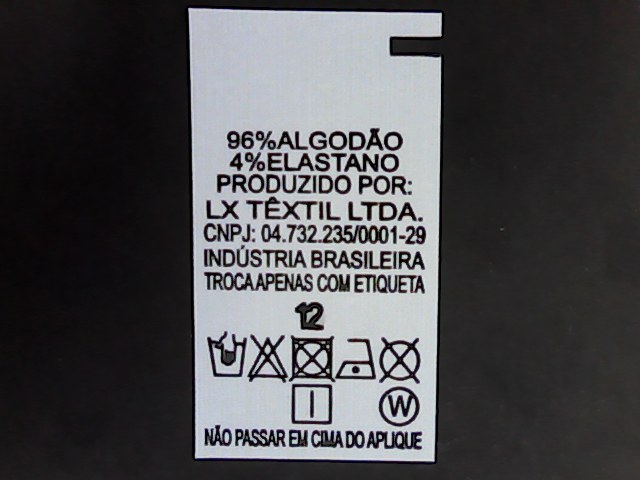 96%ALGODÃO
4%ELASTANO
PRODUZIDO POR:
LX TÊXTIL LTDA.
CNPJ: 04.732.235/0001-29
INDÚSTRIA BRASILEIRA
TROCA APENAS COM ETIQUETA
12
W
NÃO PASSAR EM CIMA DO APLIQUE